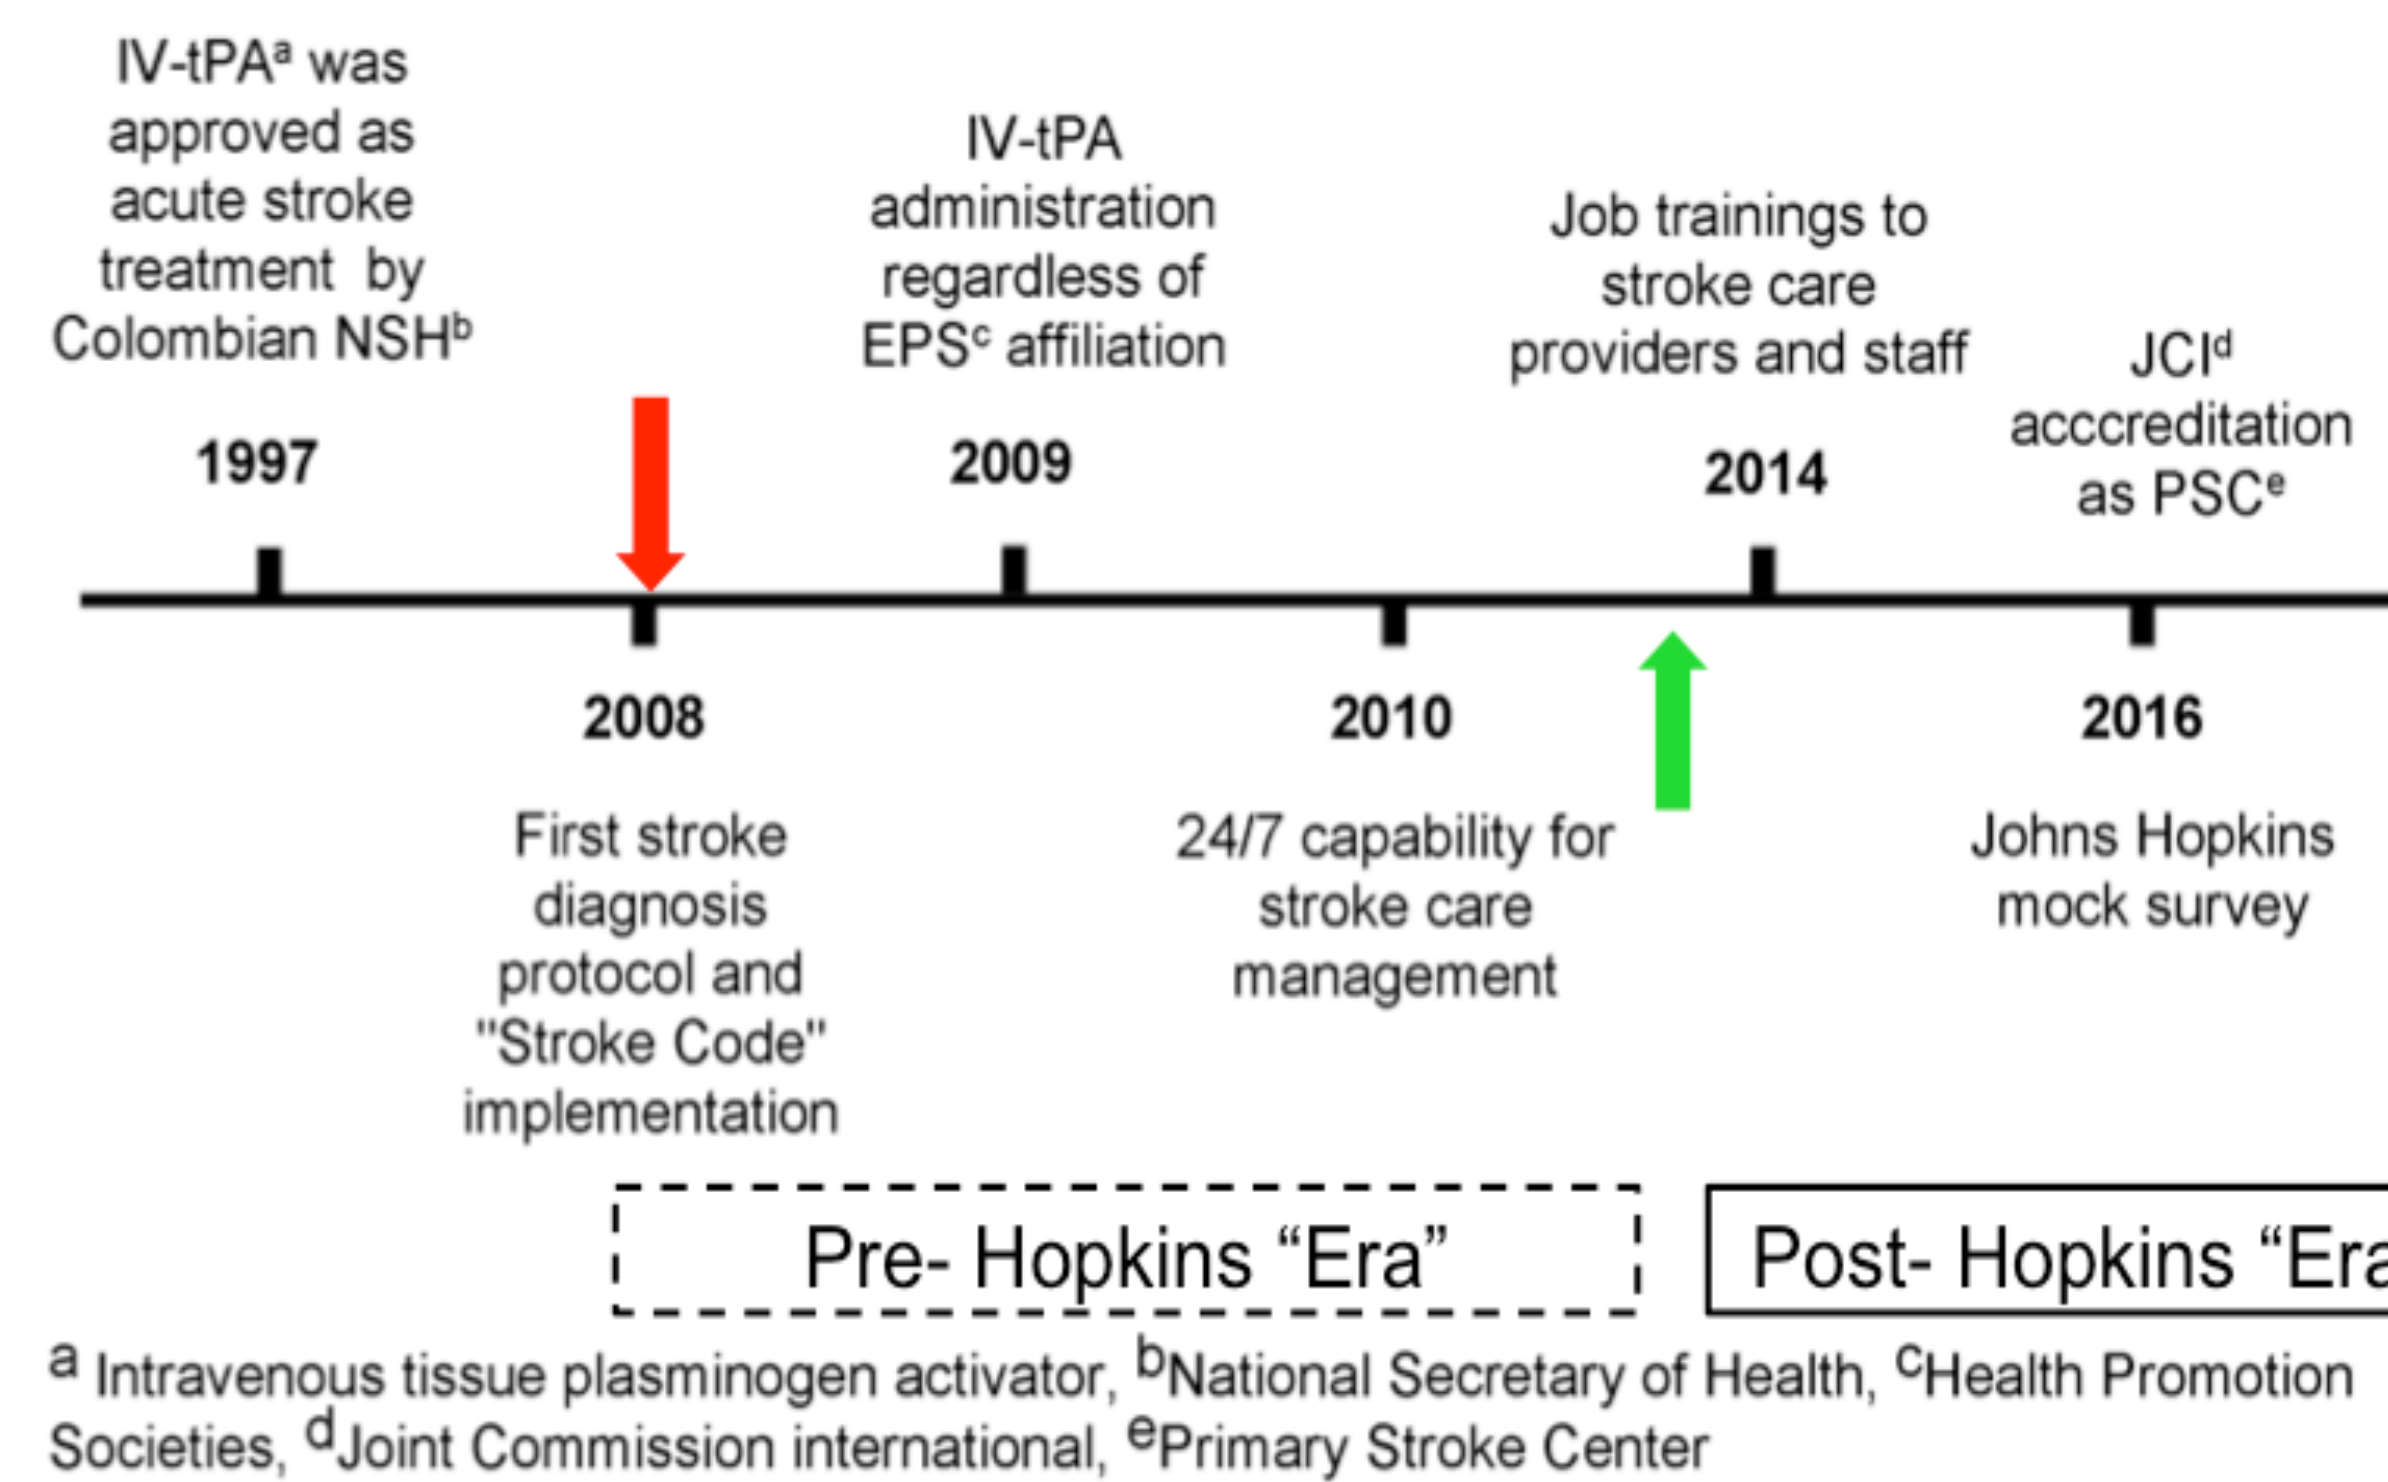 IV-tPAᵃ was
approved as
acute stroke
treatment by
Colombian NSHᵇ
1997
IV-tPA
administration
regardless of
EPSᶜ affiliation
2009
Job trainings to
stroke care
providers and staff
2014
JCIᵈ
acccreditation
as PSCᵉ
2008
First stroke
diagnosis
protocol and
"Stroke Code"
implementation
2010
24/7 capability for
stroke care
management
2016
Johns Hopkins
mock survey
Pre- Hopkins “Era”
Post- Hopkins “Era
ᵃ Intravenous tissue plasminogen activator, ᵇNational Secretary of Health, ᶜHealth Promotion
Societies, ᵈJoint Commission international, ᵉPrimary Stroke Center